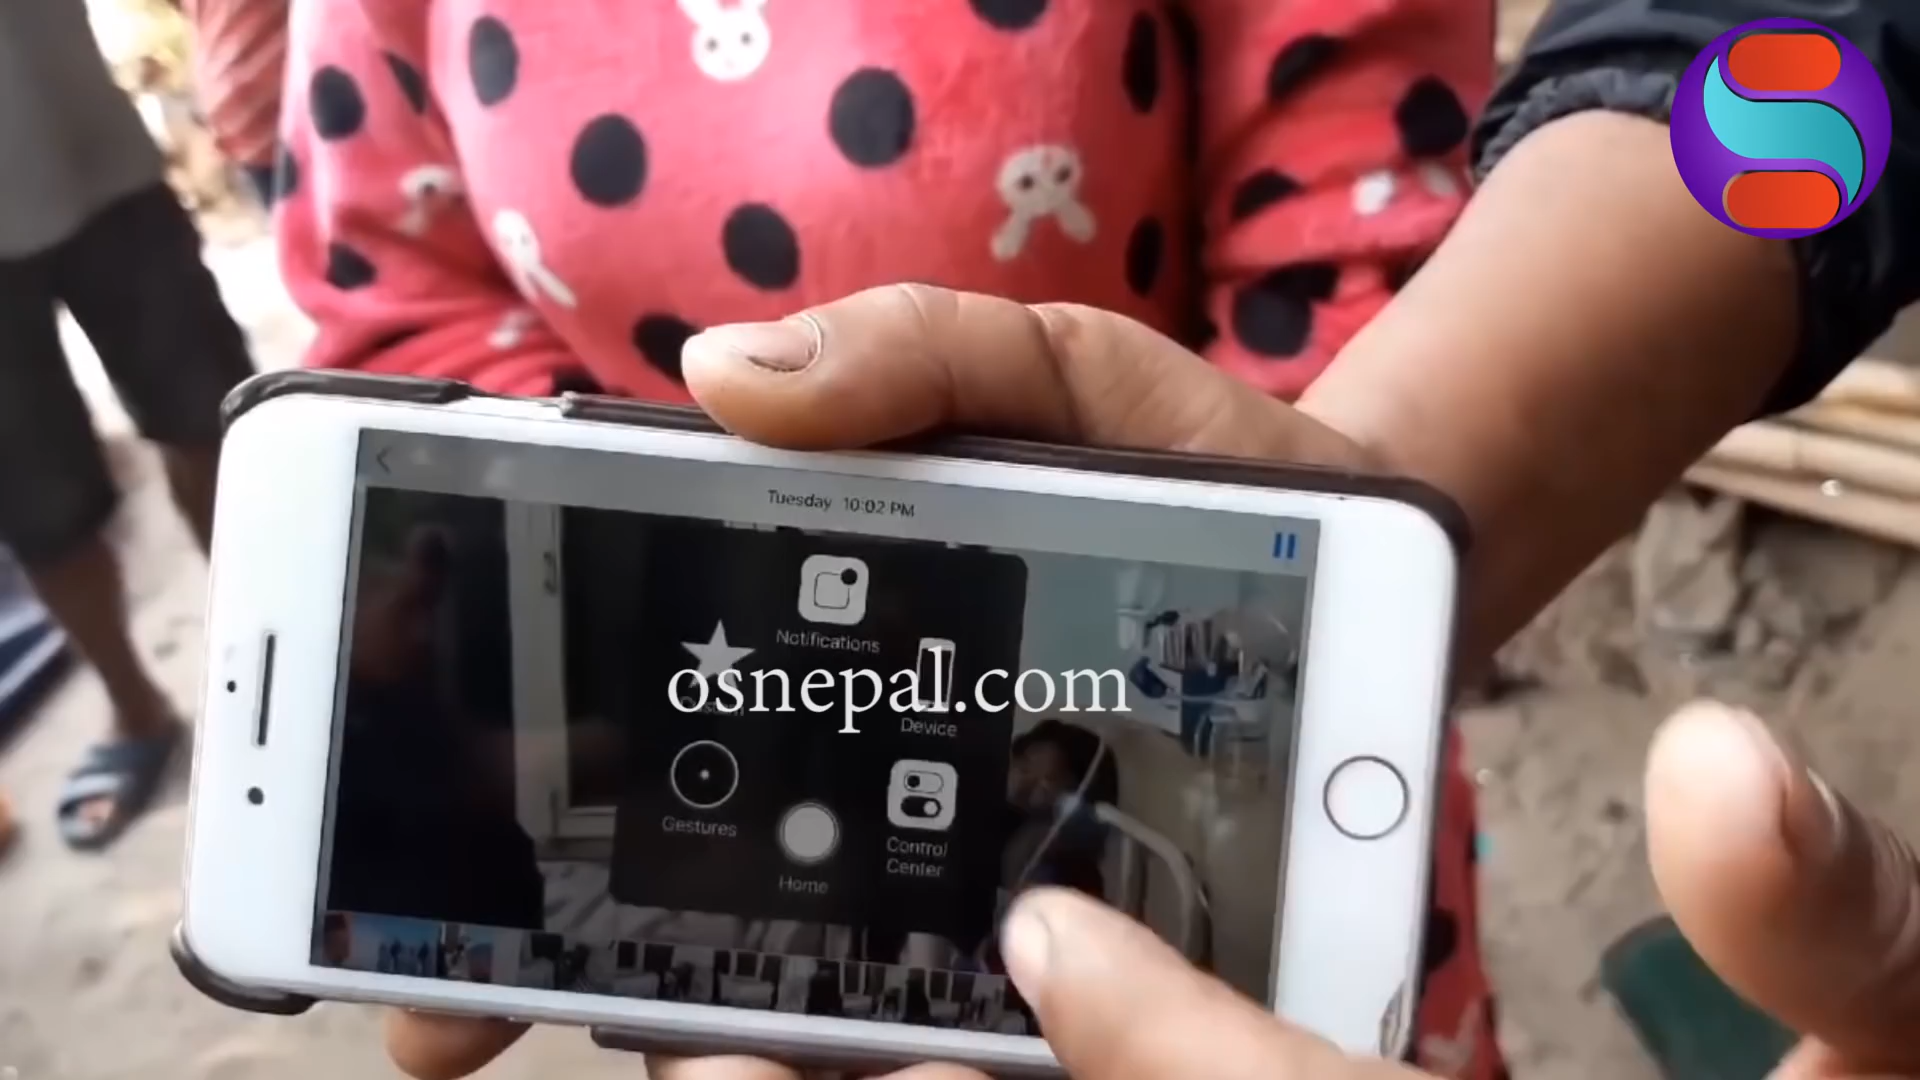 Tuesday 10:02 PM
Notifications
osnepal.com
Device
Gestures
Control
Center
Home